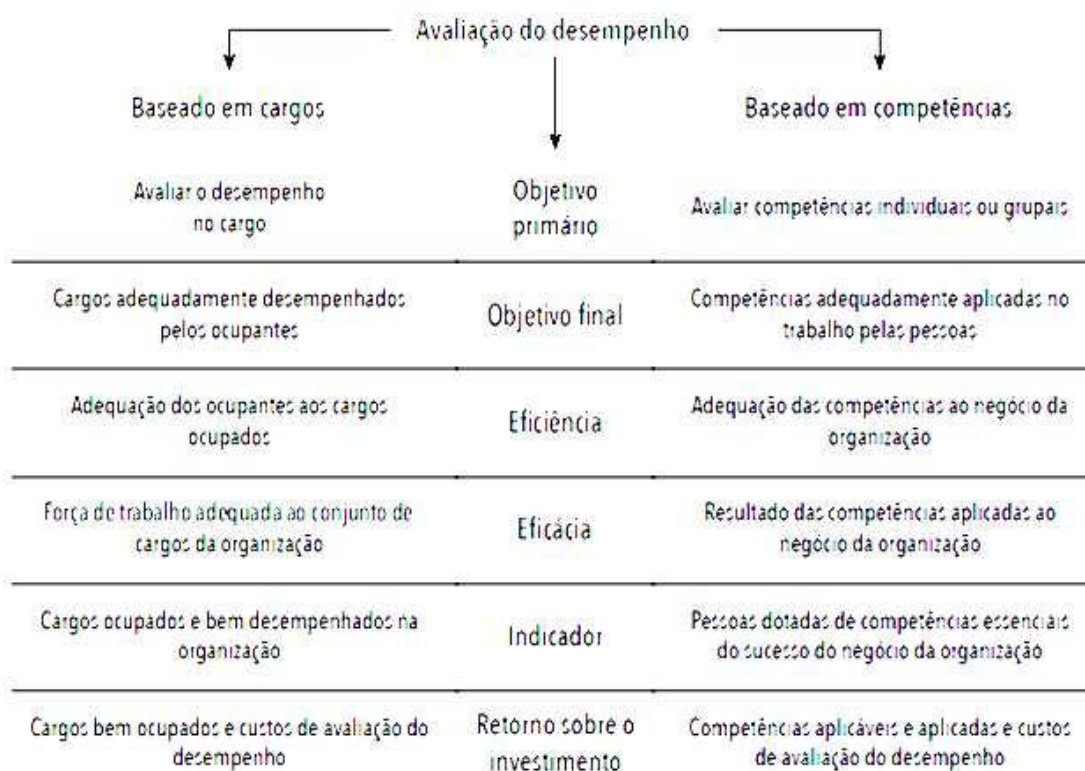 Avaliação do desempenho
Baseado em cargos
Baseado em competências
Avaliar o desempenho
no cargo
Objetivo
primário
Avaliar competências individuais ou grupais
Cargos adequadamente desempenhados
pelos ocupantes
Objetivo final
Competências adequadamente aplicadas no
trabalho pelas pessoas
Adequação dos ocupantes aos cargos
ocupados
Eficiência
Adequação das competências ao negócio da
organização
Força de trabalho adequada ao conjunto de
cargos da organização
Eficácia
Resultado das competências aplicadas ao
negócio da organização
Cargos ocupados e bem desempenhados na
organização
Indicador
Pessoas dotadas de competências essenciais
do sucesso do negócio da organização
Cargos bem ocupados e custos de avaliação do
desempenho
Retorno sobre o
investimento
Competências aplicáveis e aplicadas e custos
de avaliação do desempenho